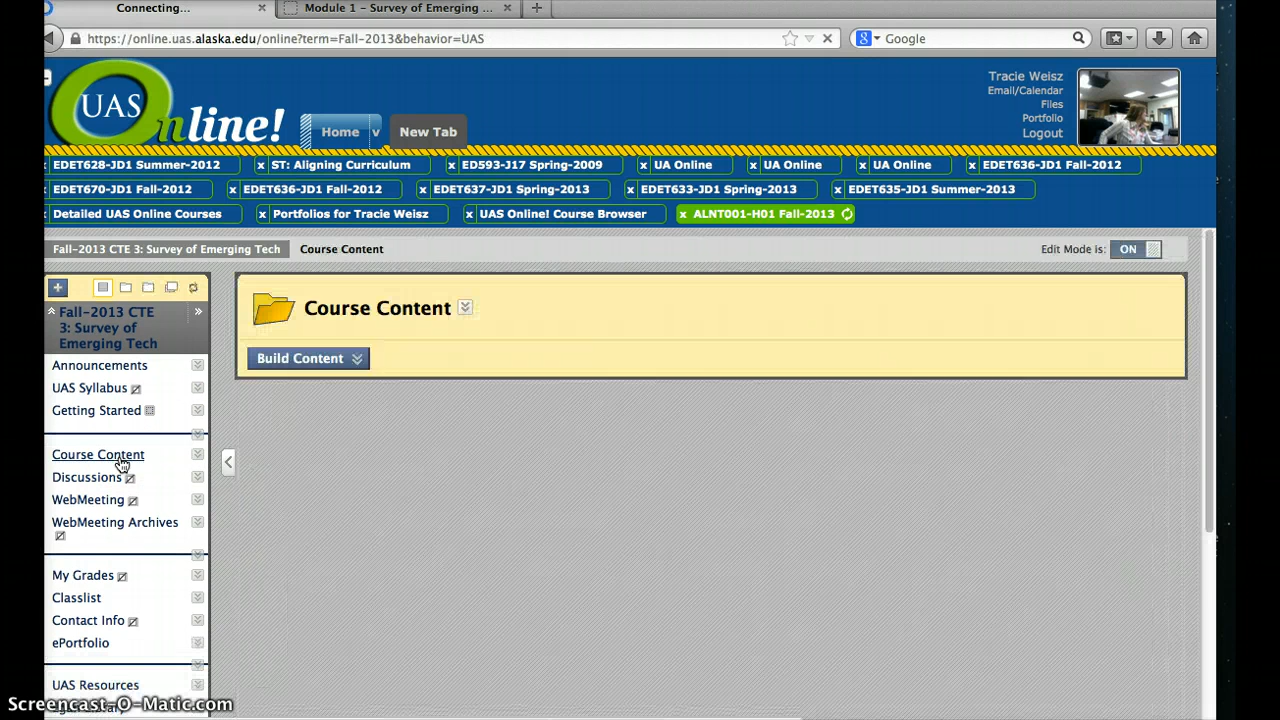 Connecting...
Module 1 - Survey of Emerging ...
https://online.uas.alaska.edu/online?term=Fall-2013&behavior=UAS
Google
UAS Online!
Home
New Tab
Tracie Weisz
Email/Calendar
Files
Portfolio
Logout
EDET628-JD1 Summer-2012
ST: Aligning Curriculum
ED593-J17 Spring-2009
UA Online
UA Online
UA Online
EDET636-JD1 Fall-2012
EDET670-JD1 Fall-2012
EDET636-JD1 Fall-2012
EDET637-JD1 Spring-2013
EDET633-JD1 Spring-2013
EDET635-JD1 Summer-2013
Detailed UAS Online Courses
Portfolios for Tracie Weisz
UAS Online! Course Browser
ALNT001-H01 Fall-2013
Fall-2013 CTE 3: Survey of Emerging Tech
Course Content
Edit Mode is:
ON
Fall-2013 CTE
3: Survey of
Emerging Tech
Announcements
UAS Syllabus
Getting Started
Course Content
Discussions
WebMeeting
WebMeeting Archives
My Grades
Classlist
Contact Info
ePortfolio
UAS Resources
Course Content
Build Content
Screencast-O-Matic.com